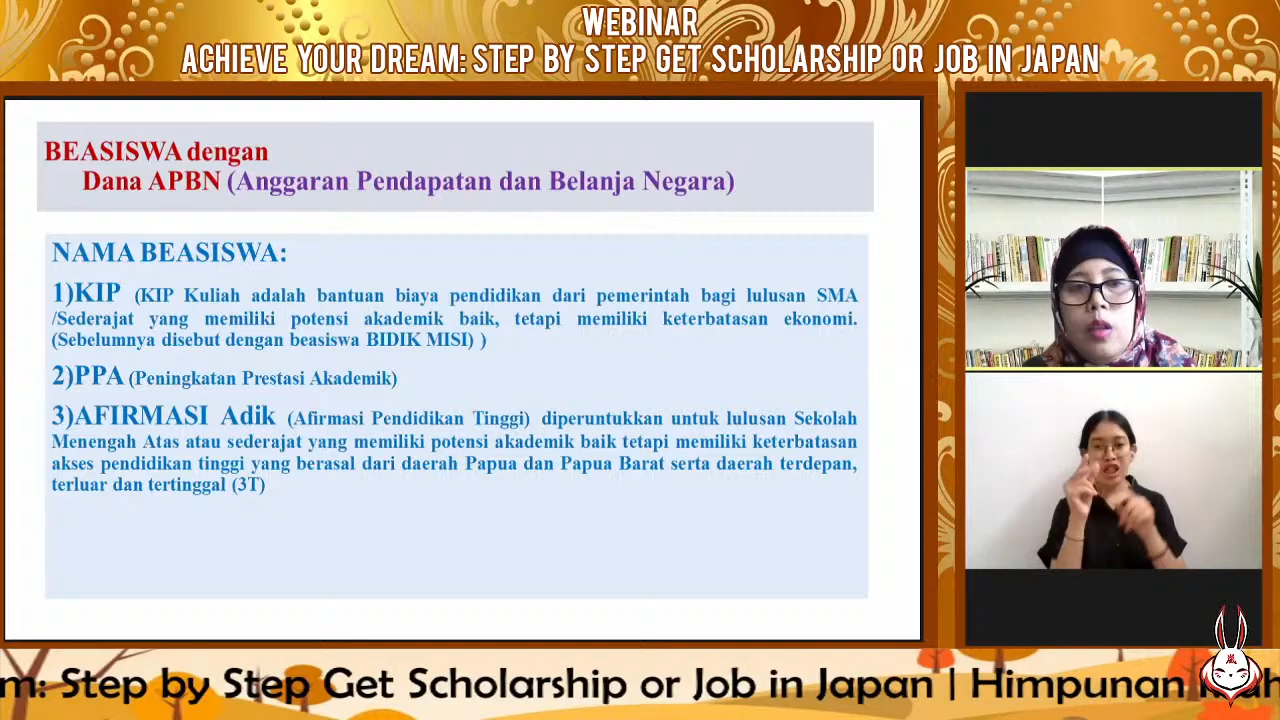 WEBINAR
ACHIEVE YOUR DREAM: STEP BY STEP GET SCHOLARSHIP OR JOB IN JAPAN
BEASISWA dengan
Dana APBN (Anggaran Pendapatan dan Belanja Negara)
NAMA BEASISWA:
1)KIP (KIP Kuliah adalah bantuan biaya pendidikan dari pemerintah bagi lulusan SMA
/Sederajat yang memiliki potensi akademik baik, tetapi memiliki keterbatasan ekonomi.
(Sebelumnya disebut dengan beasiswa BIDIK MISI) )
2)PPA (Peningkatan Prestasi Akademik)
3)AFIRMASI Adik (Afirmasi Pendidikan Tinggi) diperuntukkan untuk lulusan Sekolah
Menengah Atas atau sederajat yang memiliki potensi akademik baik tetapi memiliki keterbatasan
akses pendidikan tinggi yang berasal dari daerah Papua dan Papua Barat serta daerah terdepan,
terluar dan tertinggal (3T)
m: Step by Step Get Scholarship or Job in Japan | Himpunan